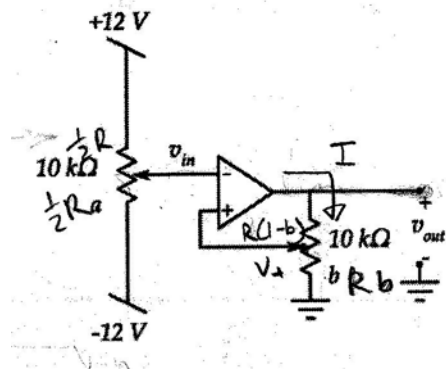 +12 V
½R
10 kΩ
½Ra
v_in
-
+
I
R(1-b)
10 kΩ
V+
b Rb
+
v_out
-
-12 V